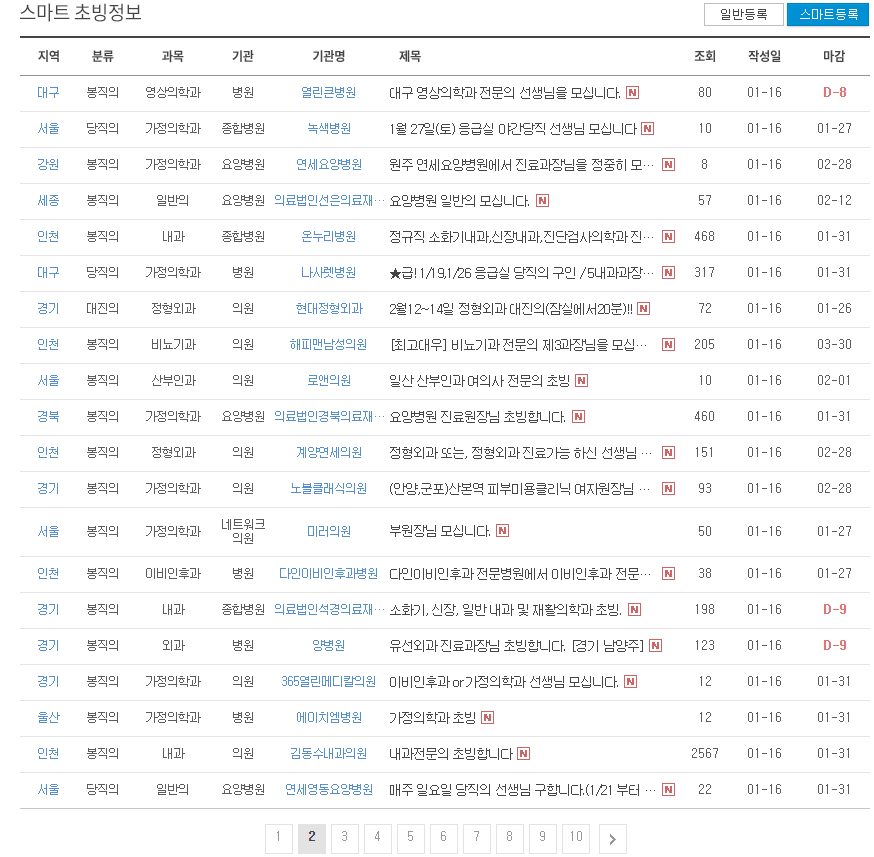 스마트 초빙정보
일반등록 스마트등록
지역 분류 과목 기관 기관명 제목 조회 작성일 마감
대구 봉직의 영상의학과 병원 열린큰병원 대구 영상의학과 전문의 선생님을 모십니다. N 80 01-16 D-8
서울 당직의 가정의학과 종합병원 녹색병원 1월 27일(토) 응급실 야간당직 선생님 모십니다 N 10 01-16 01-27
강원 봉직의 가정의학과 요양병원 연세요양병원 원주 연세요양병원에서 진료과장님을 정중히 모… N 8 01-16 02-28
세종 봉직의 일반의 요양병원 의료법인선은의료재… 요양병원 일반의 모십니다. N 57 01-16 02-12
인천 봉직의 내과 종합병원 온누리병원 정규직 소화기내과,신장내과,진단검사의학과 진… N 468 01-16 01-31
대구 당직의 가정의학과 병원 나사렛병원 ★급! 1/19,1/26 응급실 당직의 구인 /5내과과장… N 317 01-16 01-31
경기 대진의 정형외과 의원 현대정형외과 2월12~14일 정형외과 대진의(잠실에서20분)!! N 72 01-16 01-26
인천 봉직의 비뇨기과 의원 해피맨남성의원 [최고대우] 비뇨기과 전문의 제3과장님을 모십… N 205 01-16 03-30
서울 봉직의 산부인과 의원 로앤의원 일산 산부인과 여의사 전문의 초빙 N 10 01-16 02-01
경북 봉직의 가정의학과 요양병원 의료법인경북의료재… 요양병원 진료원장님 초빙합니다. N 460 01-16 01-31
인천 봉직의 정형외과 의원 계양연세의원 정형외과 또는, 정형외과 진료가능 하신 선생님 … N 151 01-16 02-28
경기 봉직의 가정의학과 의원 노블클래식의원 (안양,군포)산본역 피부미용클리닉 여자원장님 … N 93 01-16 02-28
서울 봉직의 가정의학과 네트워크 의원 미러의원 부원장님 모십니다. N 50 01-16 01-27
인천 봉직의 이비인후과 병원 다인이비인후과병원 다인이비인후과 전문병원에서 이비인후과 전문… N 38 01-16 01-27
경기 봉직의 내과 종합병원 의료법인석경의료재… 소화기, 신장, 일반 내과 및 재활의학과 초빙. N 198 01-16 D-9
경기 봉직의 외과 병원 양병원 유선외과 진료과장님 초빙합니다. [경기 남양주] N 123 01-16 D-9
경기 봉직의 가정의학과 의원 365열린메디칼의원 이비인후과 or가정의학과 선생님 모십니다. N 12 01-16 01-31
울산 봉직의 가정의학과 병원 에이치엠병원 가정의학과 초빙 N 12 01-16 01-31
인천 봉직의 내과 의원 김동수내과의원 내과전문의 초빙합니다 N 2567 01-16 01-31
서울 당직의 일반의 요양병원 연세영동요양병원 매주 일요일 당직의 선생님 구합니다.(1/21 부터 … N 22 01-16 01-31
1 2 3 4 5 6 7 8 9 10 >